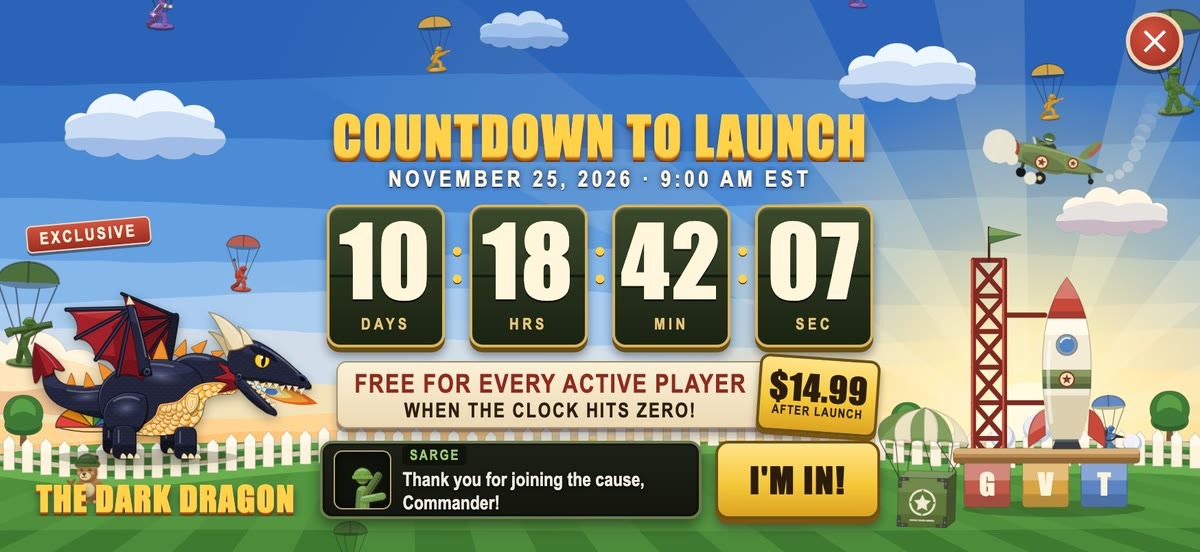 COUNTDOWN TO LAUNCH
NOVEMBER 25, 2026 · 9:00 AM EST
EXCLUSIVE
10 : 18 : 42 : 07
DAYS HRS MIN SEC
FREE FOR EVERY ACTIVE PLAYER
WHEN THE CLOCK HITS ZERO!
$14.99
AFTER LAUNCH
SARGE
Thank you for joining the cause,
Commander!
I'M IN!
THE DARK DRAGON
G V T